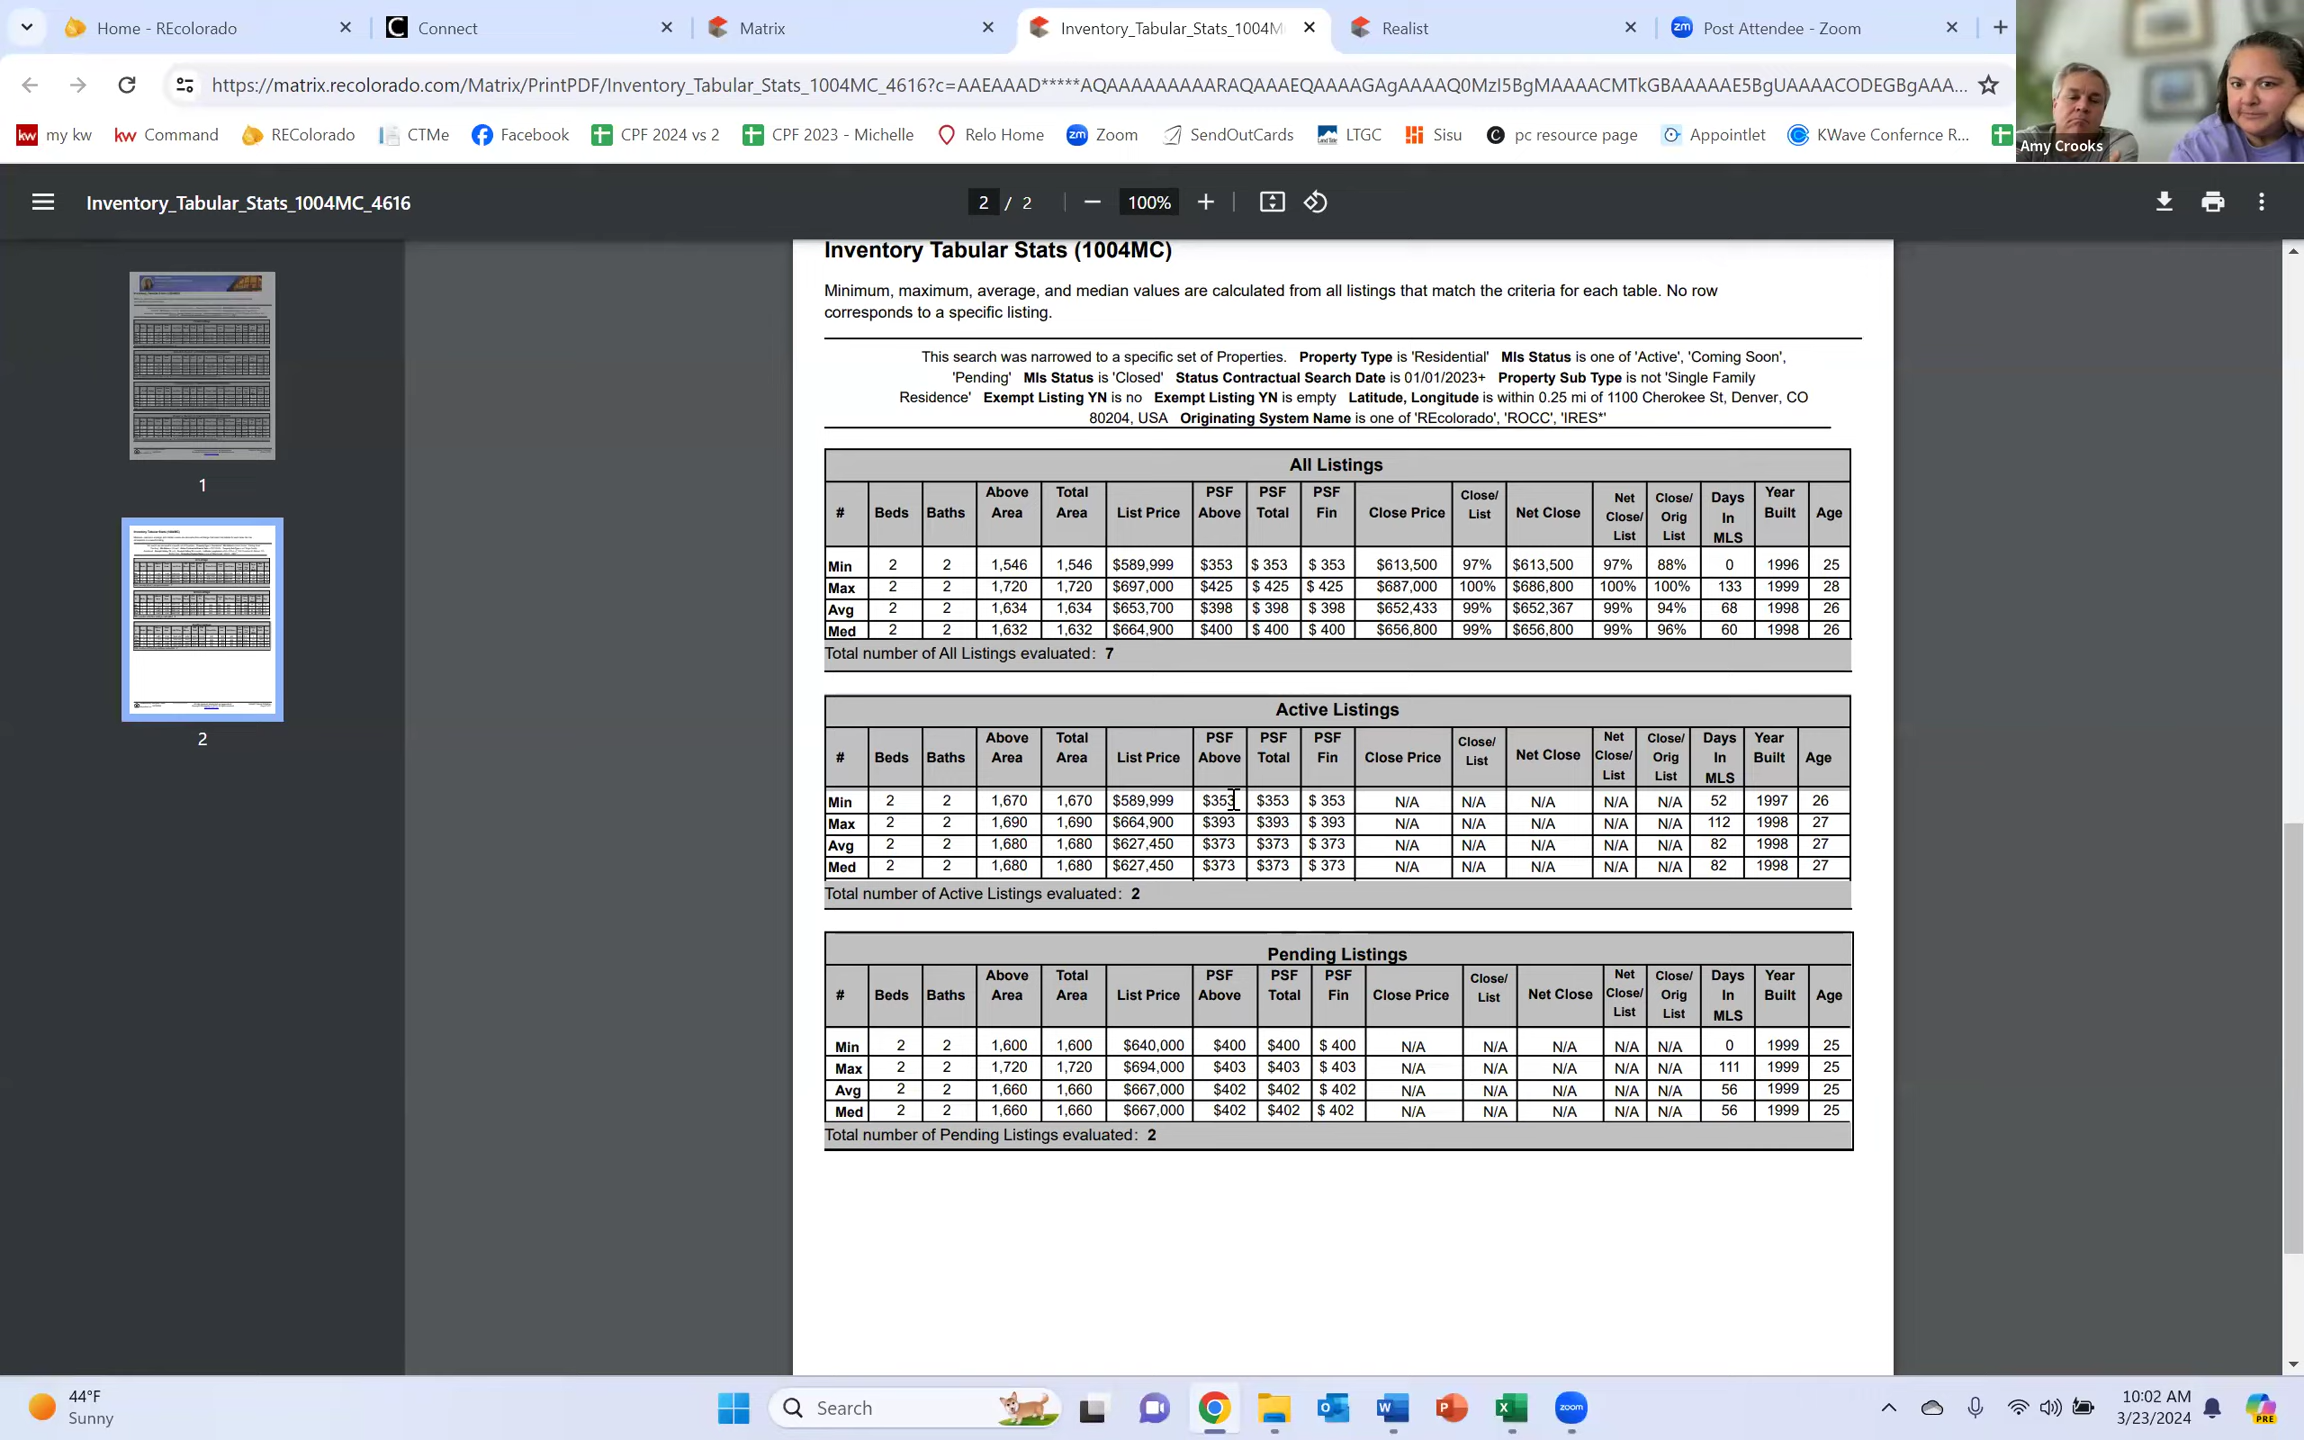 Home - REcolorado
Connect
Matrix
Inventory_Tabular_Stats_1004M
Realist
Post Attendee - Zoom
https://matrix.recolorado.com/Matrix/PrintPDF/Inventory_Tabular_Stats_1004MC_4616?c=AAEAAAD*****AQAAAAAAAAARAQAAAEQAAAAGAgAAAAQ0MzI5BgMAAAACMTkGBAAAAAE5BgUAAAACODEGBgAAA...
my kw
Command
REColorado
CTMe
Facebook
CPF 2024 vs 2
CPF 2023 - Michelle
Relo Home
Zoom
SendOutCards
LTGC
Sisu
pc resource page
Appointlet
KWave Confernce R...
Amy Crooks
Inventory_Tabular_Stats_1004MC_4616
2 / 2
100%
1
2
Inventory Tabular Stats (1004MC)
Minimum, maximum, average, and median values are calculated from all listings that match the criteria for each table. No row
corresponds to a specific listing.
This search was narrowed to a specific set of Properties. Property Type is 'Residential' Mls Status is one of 'Active', 'Coming Soon',
'Pending' Mls Status is 'Closed' Status Contractual Search Date is 01/01/2023+ Property Sub Type is not 'Single Family
Residence' Exempt Listing YN is no Exempt Listing YN is empty Latitude, Longitude is within 0.25 mi of 1100 Cherokee St, Denver, CO
80204, USA Originating System Name is one of 'REcolorado', 'ROCC', 'IRES*'
All Listings
# Beds Baths Above Area Total Area List Price PSF Above PSF Total PSF Fin Close Price Close/ List Net Close Net Close/ List Close/ Orig List Days In MLS Year Built Age
Min 2 2 1,546 1,546 $589,999 $353 $ 353 $ 353 $613,500 97% $613,500 97% 88% 0 1996 25
Max 2 2 1,720 1,720 $697,000 $425 $ 425 $ 425 $687,000 100% $686,800 100% 100% 133 1999 28
Avg 2 2 1,634 1,634 $653,700 $398 $ 398 $ 398 $652,433 99% $652,367 99% 94% 68 1998 26
Med 2 2 1,632 1,632 $664,900 $400 $ 400 $ 400 $656,800 99% $656,800 99% 96% 60 1998 26
Total number of All Listings evaluated: 7
Active Listings
# Beds Baths Above Area Total Area List Price PSF Above PSF Total PSF Fin Close Price Close/ List Net Close Net Close/ List Close/ Orig List Days In MLS Year Built Age
Min 2 2 1,670 1,670 $589,999 $353 $353 $ 353 N/A N/A N/A N/A N/A 52 1997 26
Max 2 2 1,690 1,690 $664,900 $393 $393 $ 393 N/A N/A N/A N/A N/A 112 1998 27
Avg 2 2 1,680 1,680 $627,450 $373 $373 $ 373 N/A N/A N/A N/A N/A 82 1998 27
Med 2 2 1,680 1,680 $627,450 $373 $373 $ 373 N/A N/A N/A N/A N/A 82 1998 27
Total number of Active Listings evaluated: 2
Pending Listings
# Beds Baths Above Area Total Area List Price PSF Above PSF Total PSF Fin Close Price Close/ List Net Close Net Close/ List Close/ Orig List Days In MLS Year Built Age
Min 2 2 1,600 1,600 $640,000 $400 $400 $ 400 N/A N/A N/A N/A N/A 0 1999 25
Max 2 2 1,720 1,720 $694,000 $403 $403 $ 403 N/A N/A N/A N/A N/A 111 1999 25
Avg 2 2 1,660 1,660 $667,000 $402 $402 $ 402 N/A N/A N/A N/A N/A 56 1999 25
Med 2 2 1,660 1,660 $667,000 $402 $402 $ 402 N/A N/A N/A N/A N/A 56 1999 25
Total number of Pending Listings evaluated: 2
44°F
Sunny
Search
10:02 AM
3/23/2024